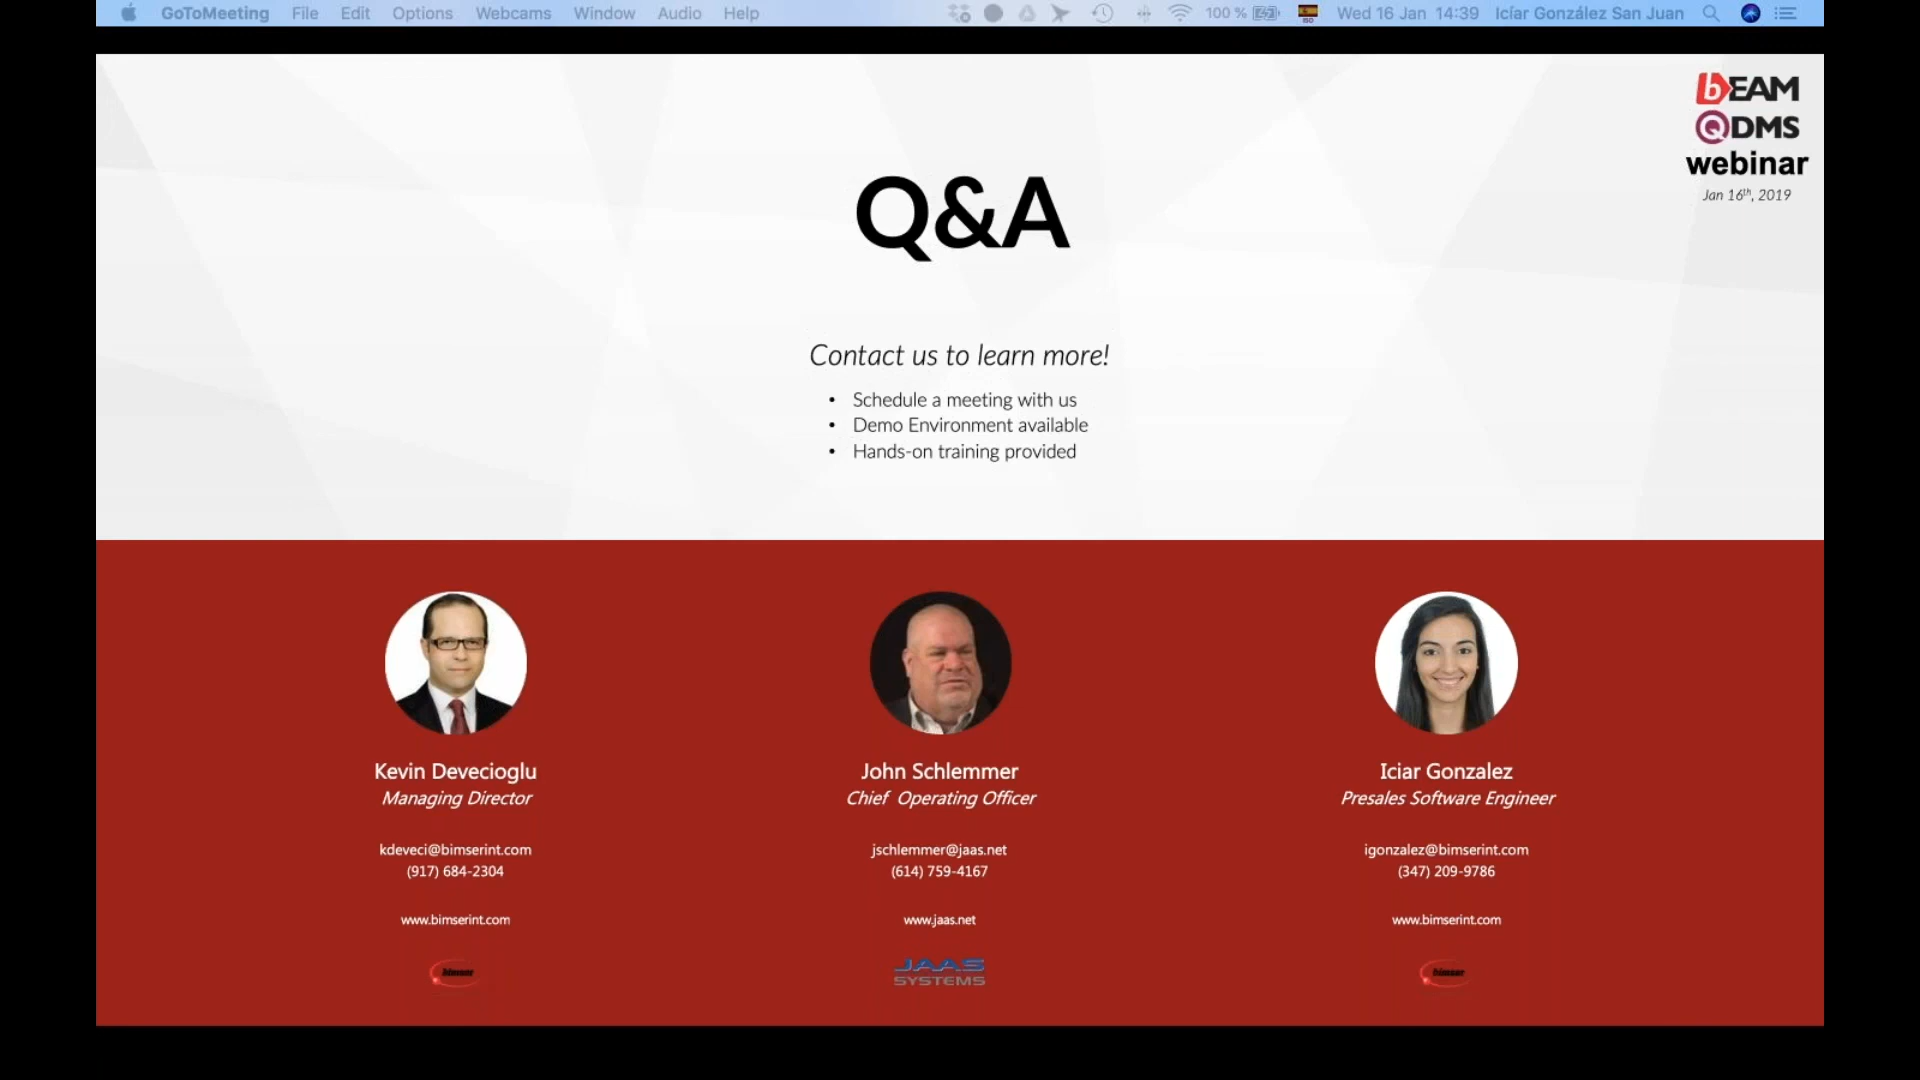 GoToMeeting File Edit Options Webcams Window Audio Help 100 % ISO Wed 16 Jan 14:39 Icíar González San Juan
bEAM
QDMS
webinar
Jan 16th, 2019
Q&A
Contact us to learn more!
• Schedule a meeting with us
• Demo Environment available
• Hands-on training provided
Kevin Devecioglu
Managing Director
kdeveci@bimserint.com
(917) 684-2304
www.bimserint.com
bimser
John Schlemmer
Chief Operating Officer
jschlemmer@jaas.net
(614) 759-4167
www.jaas.net
JAAS
SYSTEMS
Iciar Gonzalez
Presales Software Engineer
igonzalez@bimserint.com
(347) 209-9786
www.bimserint.com
bimser